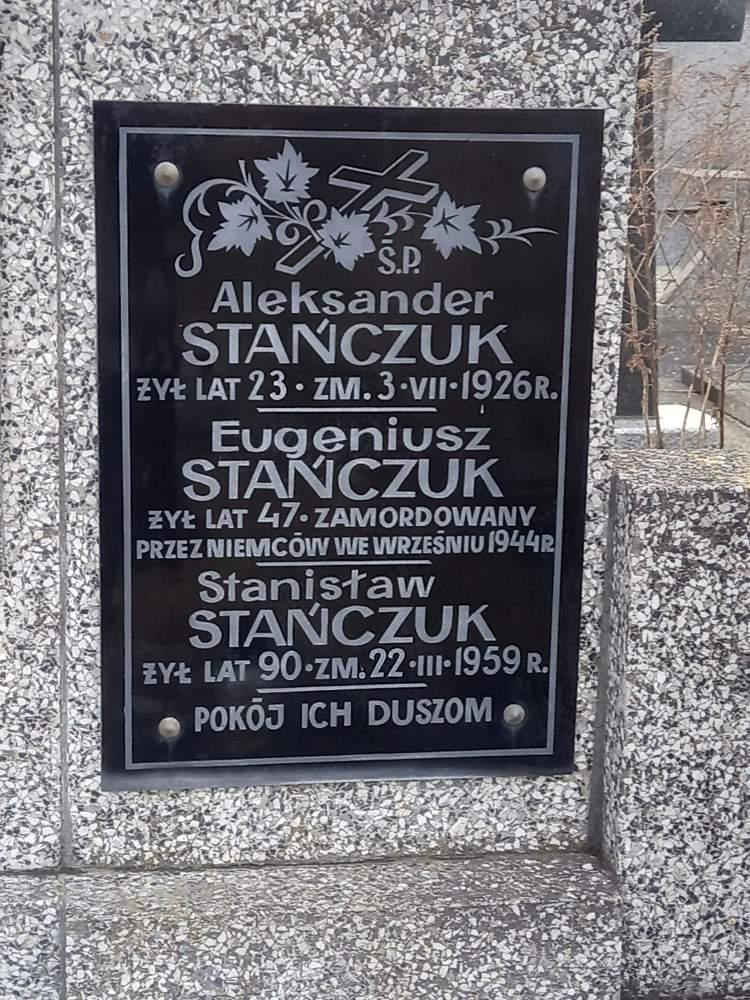 Ś.P.
Aleksander
STAŃCZUK
ŻYŁ LAT 23 · ZM. 3 · VII · 1926 R.
Eugeniusz
STAŃCZUK
ŻYŁ LAT 47 · ZAMORDOWANY
PRZEZ NIEMCÓW WE WRZEŚNIU 1944 R
Stanisław
STAŃCZUK
ŻYŁ LAT 90 · ZM. 22 · III · 1959 R.
POKÓJ ICH DUSZOM